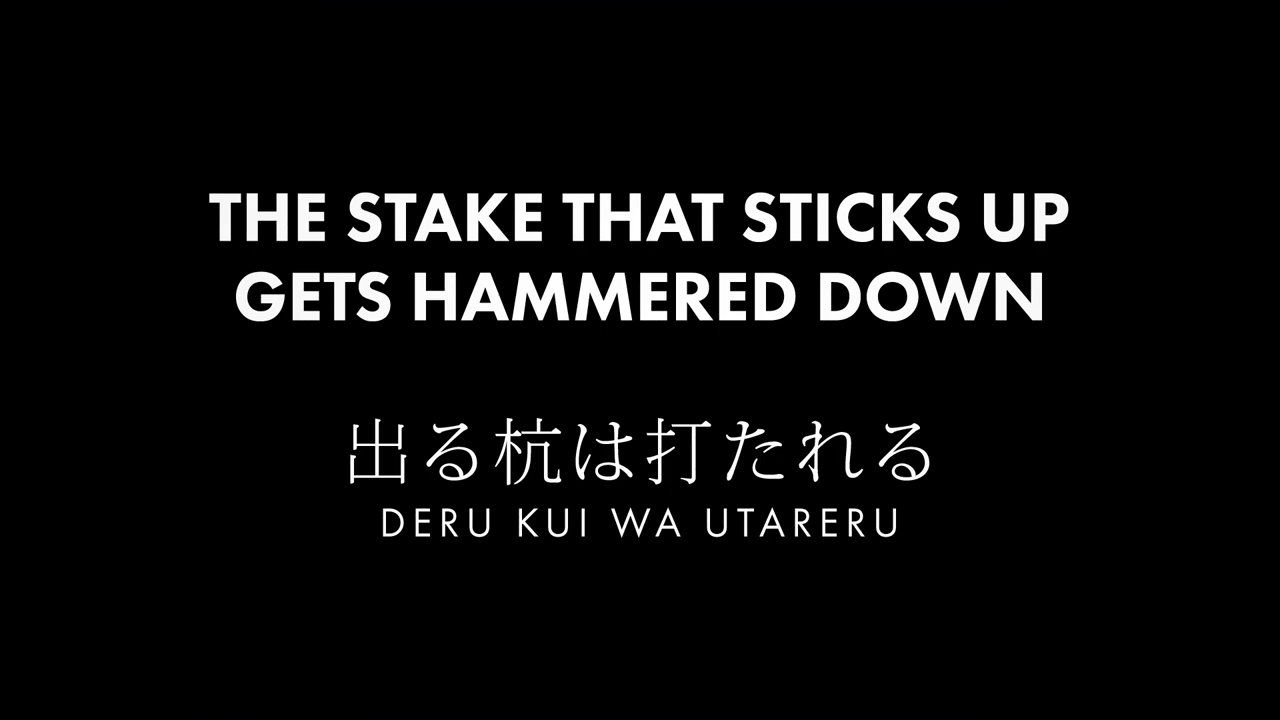 THE STAKE THAT STICKS UP
GETS HAMMERED DOWN
出る杭は打たれる
DERU KUI WA UTARERU